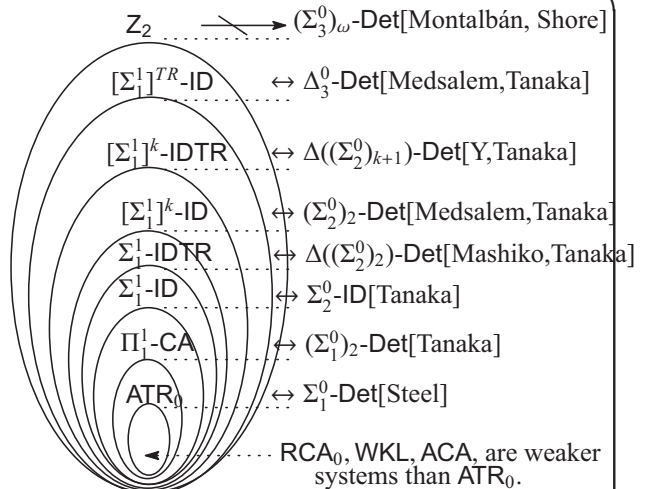 Z₂ (Σ⁰₃)ω-Det[Montalbán, Shore]
[Σ¹₁]ᵀᴿ-ID ↔ Δ⁰₃-Det[Medsalem,Tanaka]
[Σ¹₁]ᵏ-IDTR ↔ Δ((Σ⁰₂)ₖ₊₁)-Det[Y,Tanaka]
[Σ¹₁]ᵏ-ID ↔ (Σ⁰₂)₂-Det[Medsalem,Tanaka]
Σ¹₁-IDTR ↔ Δ((Σ⁰₂)₂)-Det[Mashiko,Tanaka]
Σ¹₁-ID ↔ Σ⁰₂-ID[Tanaka]
Π¹₁-CA ↔ (Σ⁰₁)₂-Det[Tanaka]
ATR₀ ↔ Σ⁰₁-Det[Steel]
RCA₀, WKL, ACA, are weaker
systems than ATR₀.